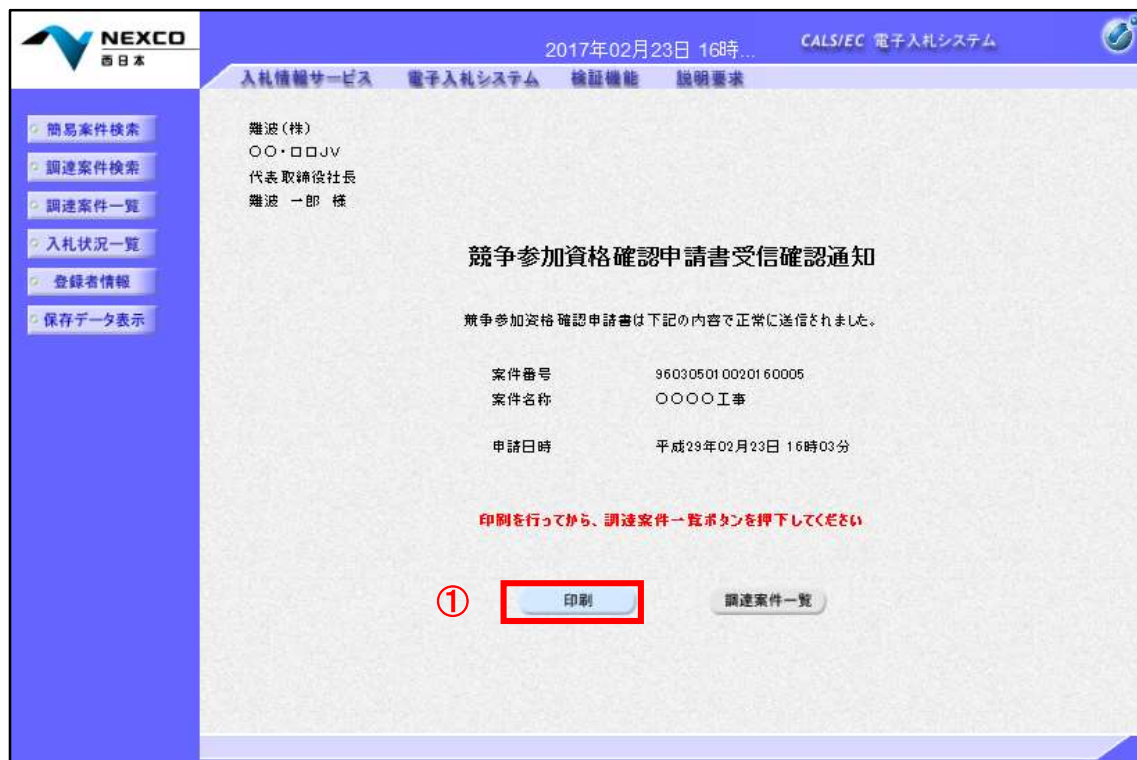 NEXCO
西日本
2017年02月23日 16時...
CALS/EC 電子入札システム
入札情報サービス 電子入札システム 検証機能 説明要求
簡易案件検索
調達案件検索
調達案件一覧
入札状況一覧
登録者情報
保存データ表示
難波(株)
○○・□□JV
代表取締役社長
難波 一郎 様
競争参加資格確認申請書受信確認通知
競争参加資格確認申請書は下記の内容で正常に送信されました。
案件番号 960305010020160005
案件名称 ○○○○工事
申請日時 平成29年02月23日 16時03分
印刷を行ってから、調達案件一覧ボタンを押下してください
① 印刷 調達案件一覧